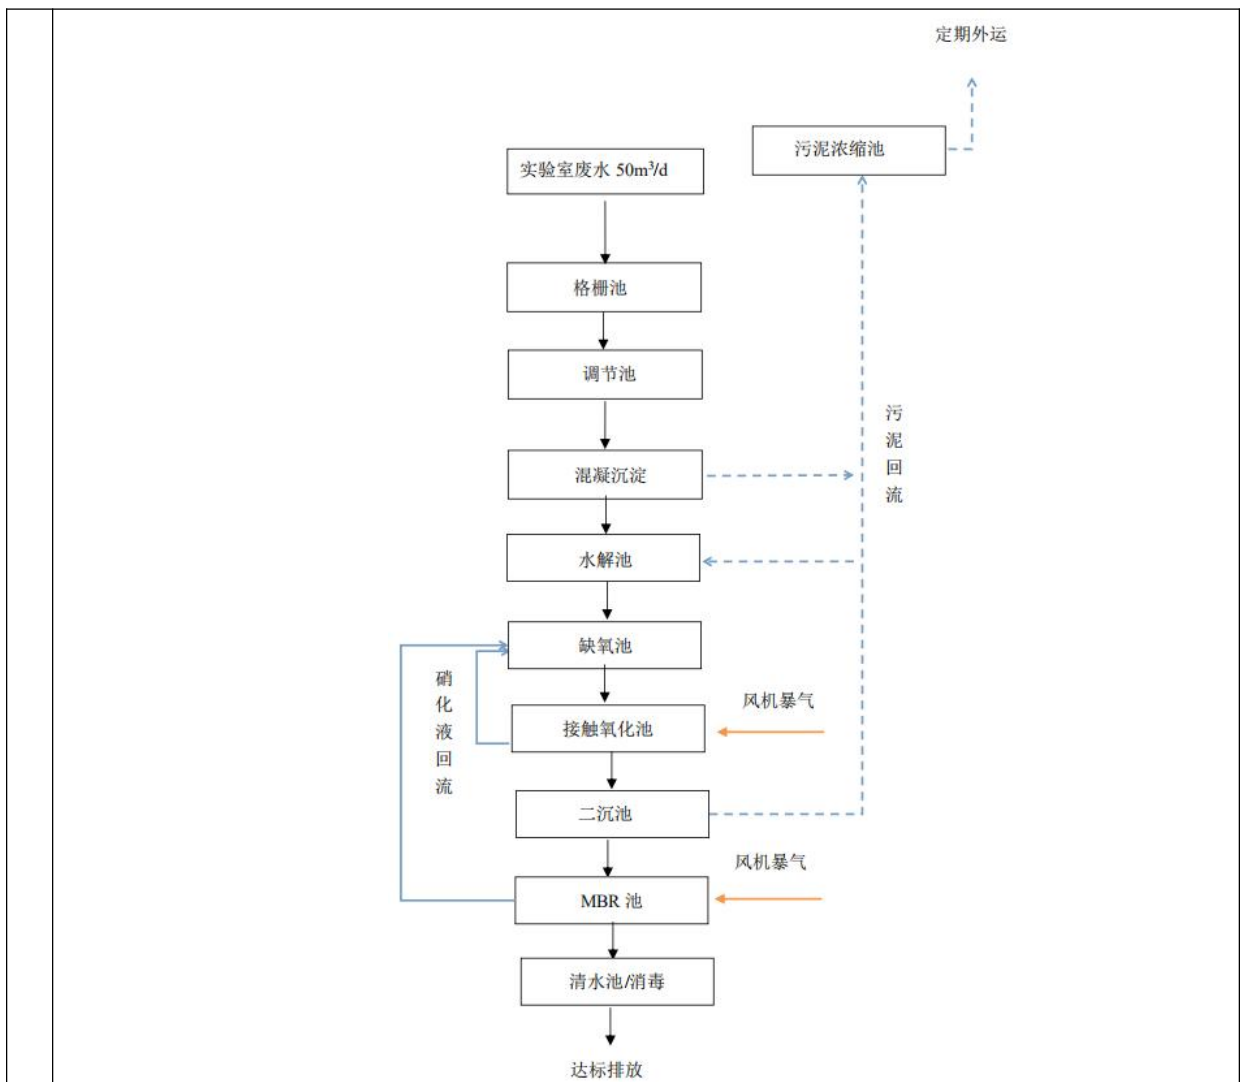 定期外运
污泥浓缩池
实验室废水 50m³/d
格栅池
调节池
污泥回流
混凝沉淀
水解池
缺氧池
硝化液回流
风机暴气
接触氧化池
二沉池
风机暴气
MBR 池
清水池/消毒
达标排放